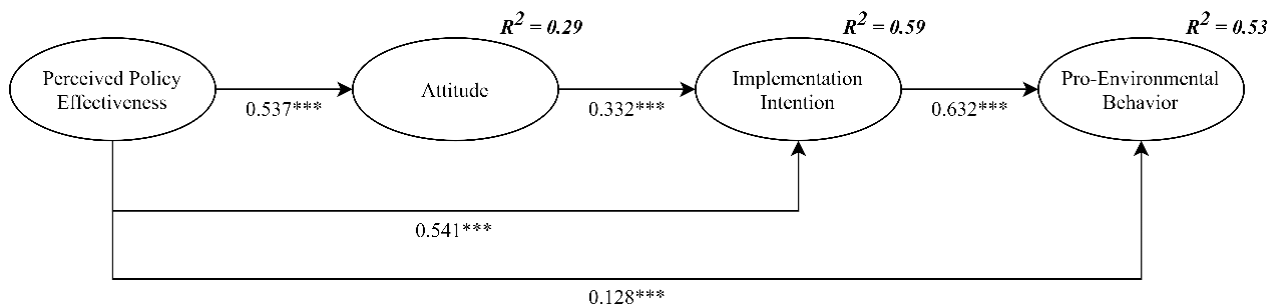 R² = 0.29
R² = 0.59
R² = 0.53
Perceived Policy
Effectiveness
Attitude
Implementation
Intention
Pro-Environmental
Behavior
0.537***
0.332***
0.632***
0.541***
0.128***